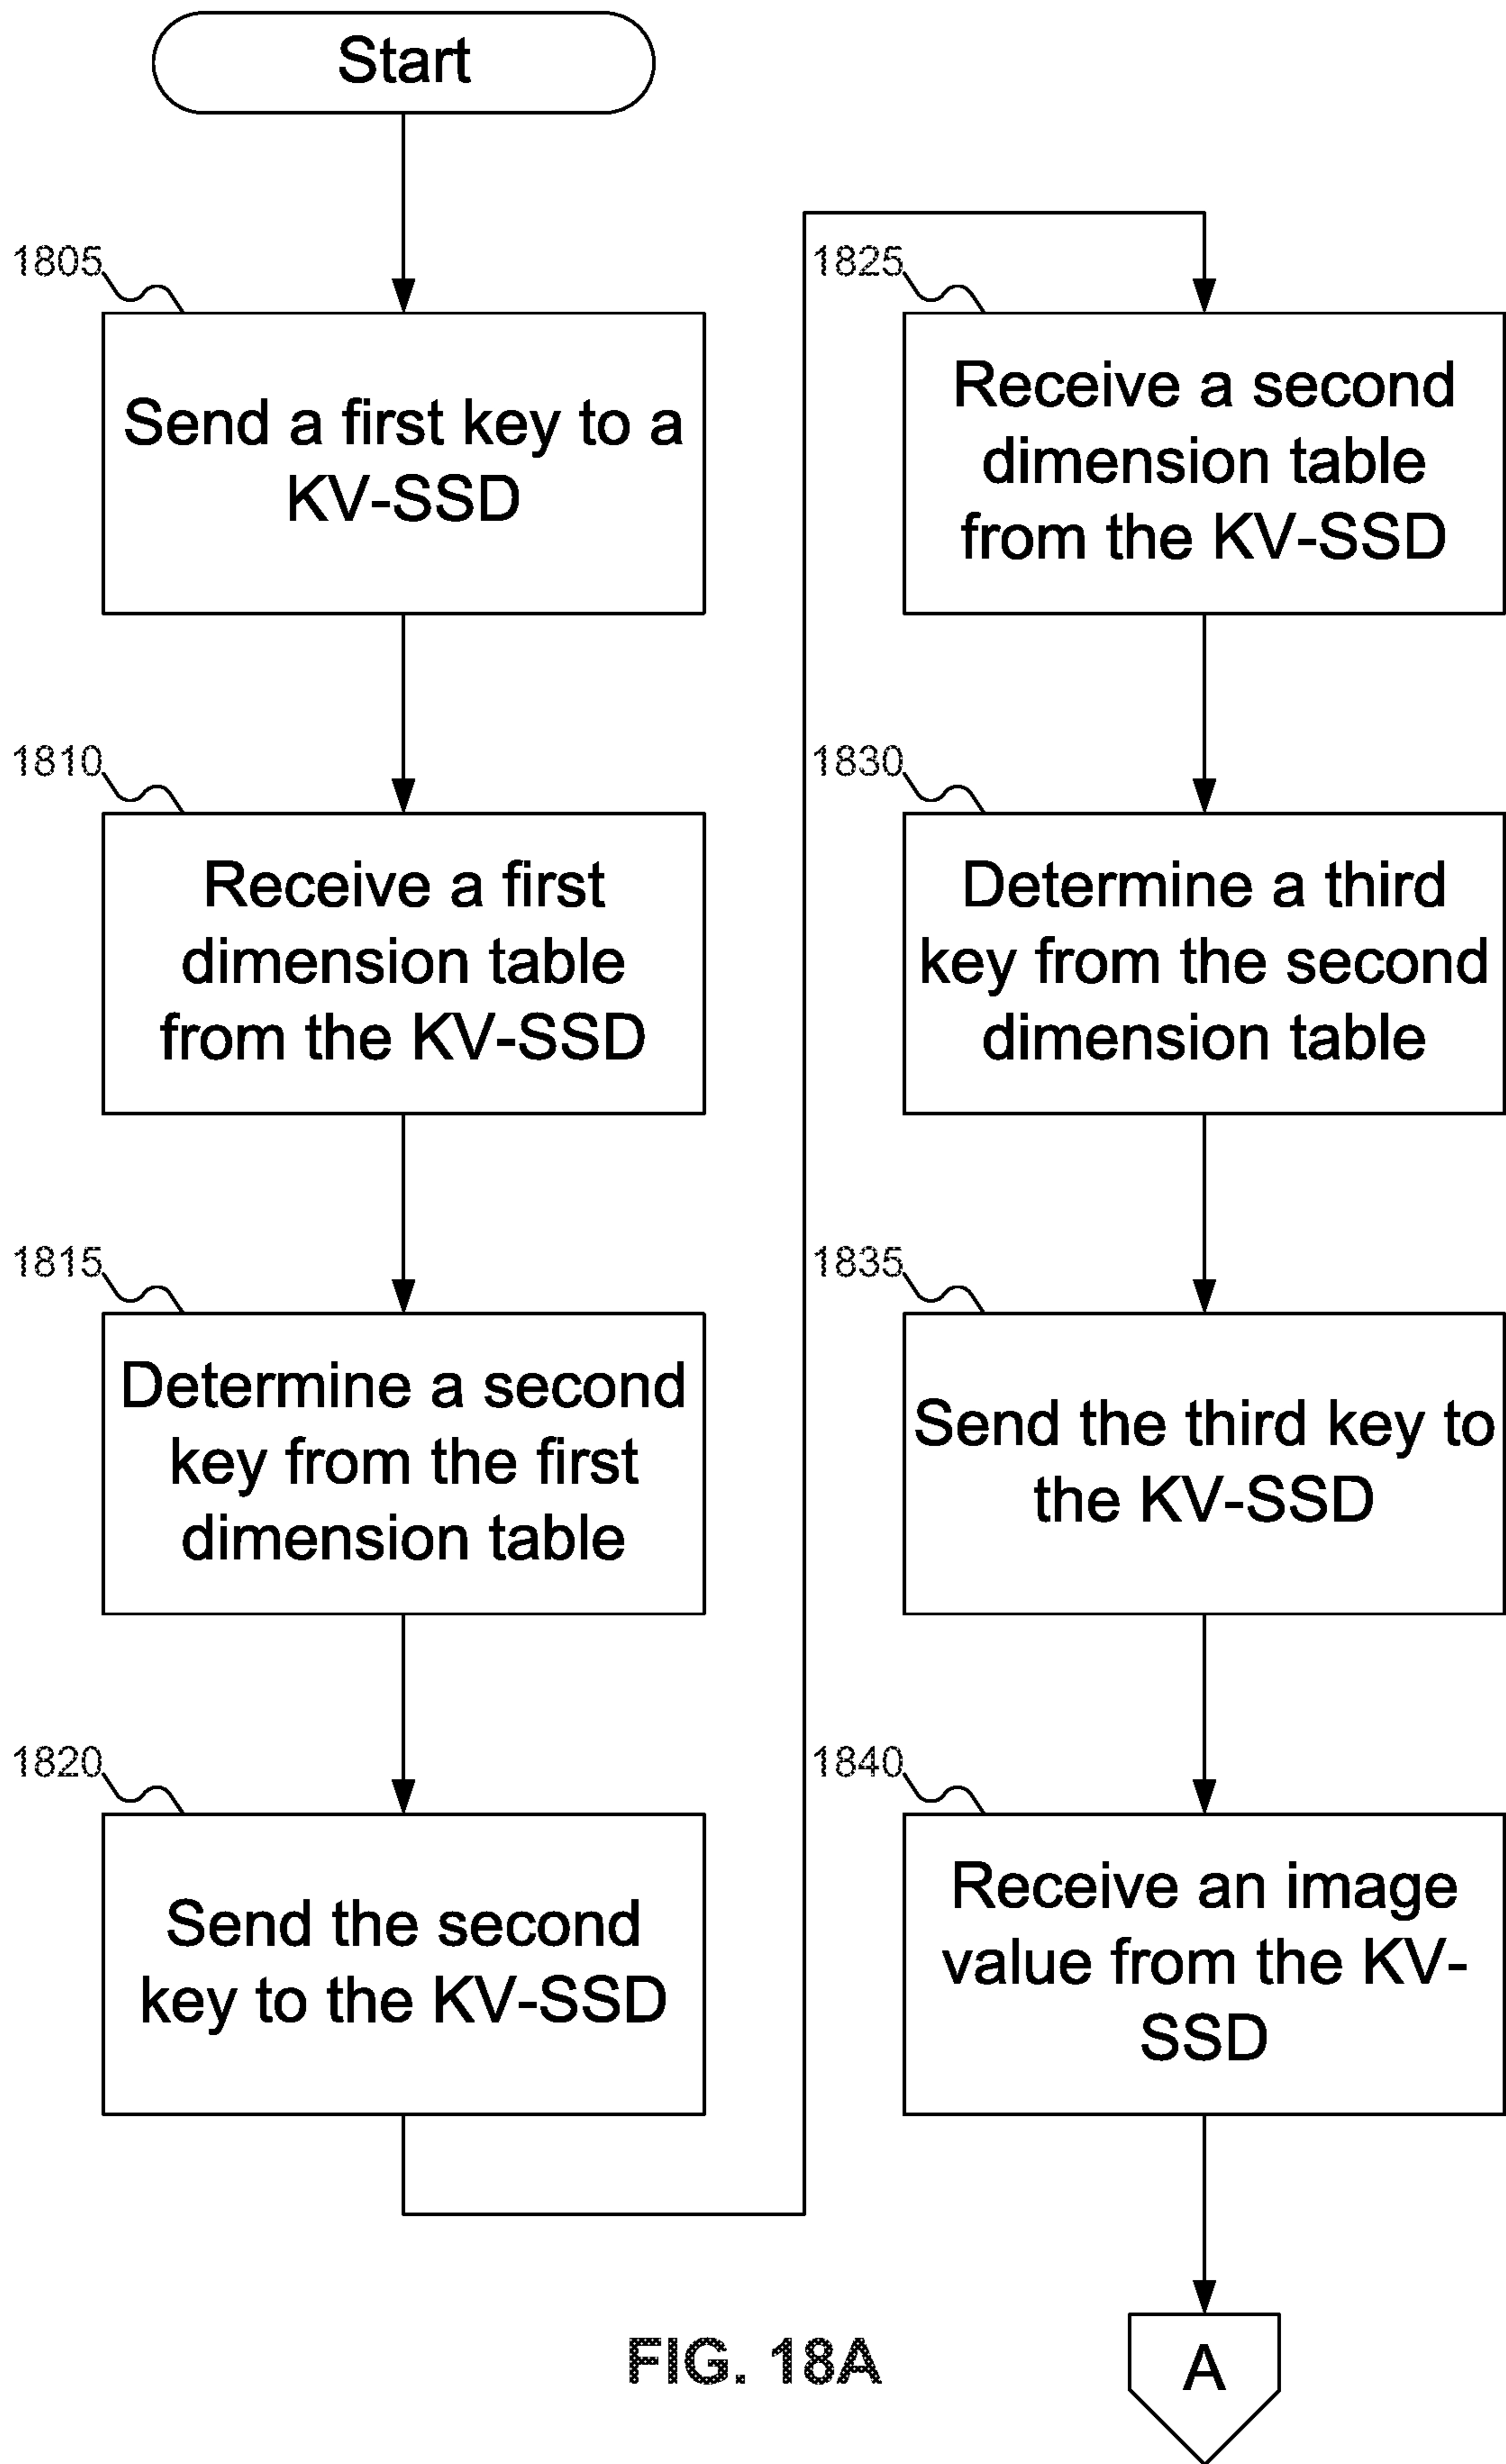 Start
1805
Send a first key to a
KV-SSD
1810
Receive a first
dimension table
from the KV-SSD
1815
Determine a second
key from the first
dimension table
1820
Send the second
key to the KV-SSD
1825
Receive a second
dimension table
from the KV-SSD
1830
Determine a third
key from the second
dimension table
1835
Send the third key to
the KV-SSD
1840
Receive an image
value from the KV-
SSD
A
FIG. 18A